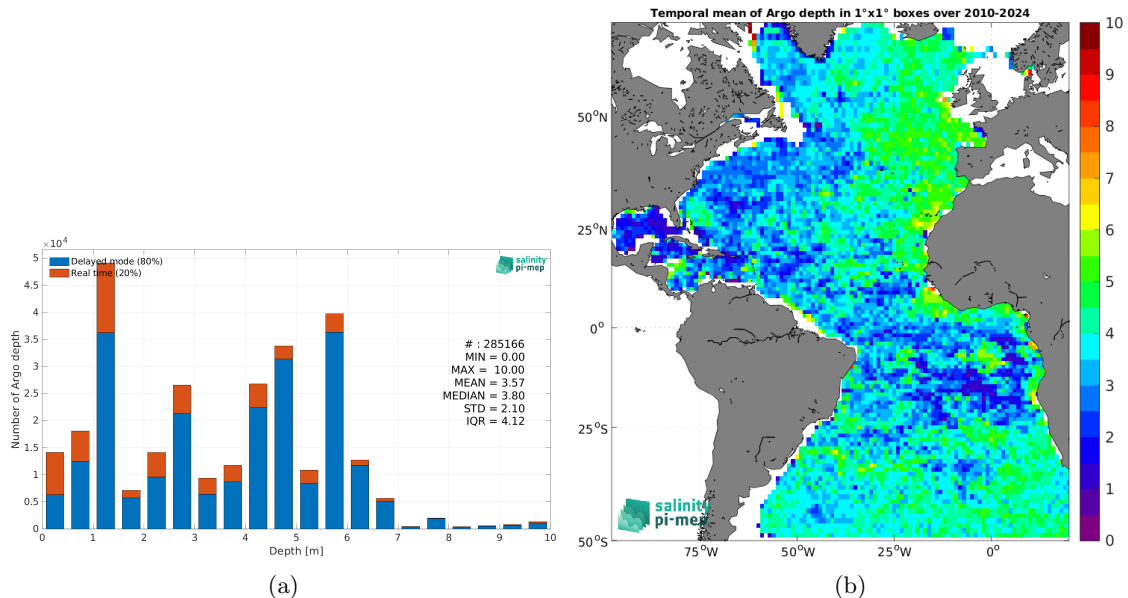 ×10⁴
5
4.5
4
3.5
3
2.5
2
1.5
1
0.5
0
Number of Argo depth
Delayed mode (80%)
Real time (20%)
salinity
pi-mep
# : 285166
MIN = 0.00
MAX = 10.00
MEAN = 3.57
MEDIAN = 3.80
STD = 2.10
IQR = 4.12
0 1 2 3 4 5 6 7 8 9 10
Depth [m]
(a)
Temporal mean of Argo depth in 1°x1° boxes over 2010-2024
50°N
25°N
0°
25°S
50°S
75°W 50°W 25°W 0°
salinity
pi-mep
10
9
8
7
6
5
4
3
2
1
0
(b)